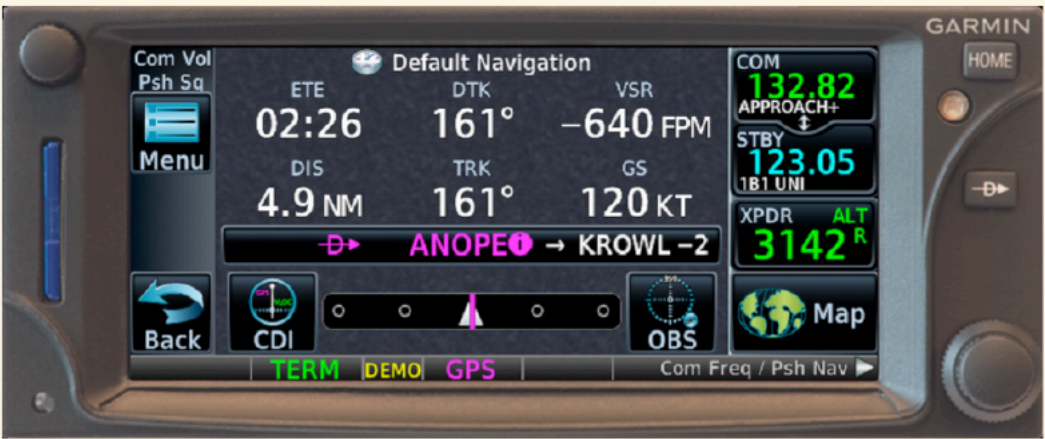 GARMIN
HOME
Com Vol
Psh Sq
Menu
Back
Default Navigation
ETE DTK VSR
02:26 161° −640 FPM
DIS TRK GS
4.9 NM 161° 120 KT
D ANOPE i → KROWL −2
GPS VLOC
CDI
OBS
COM
132.82
APPROACH+
STBY
123.05
1B1 UNI
XPDR ALT
3142 R
Map
TERM DEMO GPS Com Freq / Psh Nav
D